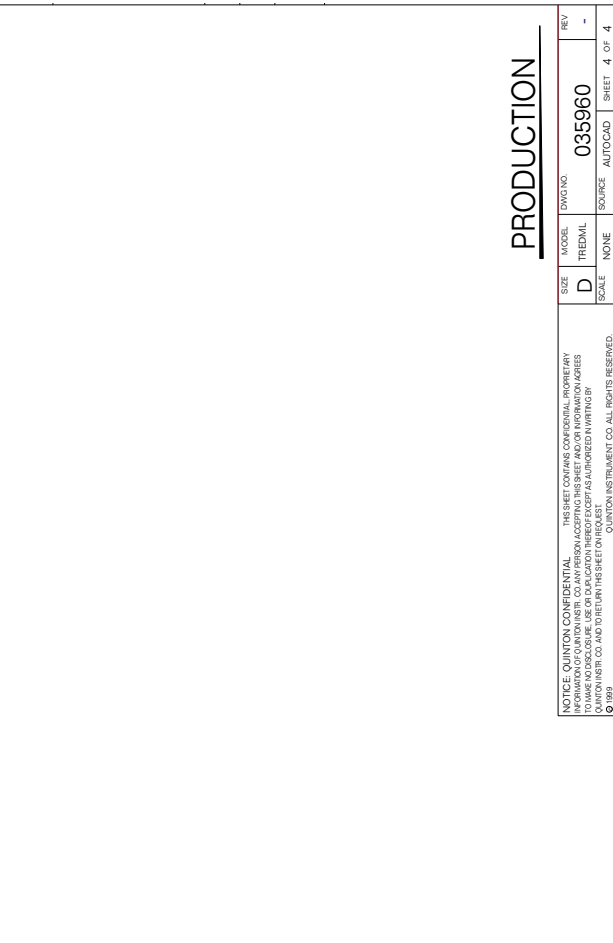 PRODUCTION
NOTICE: QUINTON CONFIDENTIAL THIS SHEET CONTAINS CONFIDENTIAL, PROPRIETARY
INFORMATION OF QUINTON INSTR. CO. ANY PERSON ACCEPTING THIS SHEET AND/OR INFORMATION AGREES
TO MAKE NO DISCLOSURE, USE OR DUPLICATION THEREOF EXCEPT AS AUTHORIZED IN WRITING BY
QUINTON INSTR. CO. AND TO RETURN THIS SHEET ON REQUEST.
© 1999 QUINTON INSTRUMENT CO. ALL RIGHTS RESERVED.
SIZE MODEL DWG NO. REV
D TREDML 035960 -
SCALE NONE SOURCE AUTOCAD SHEET 4 OF 4